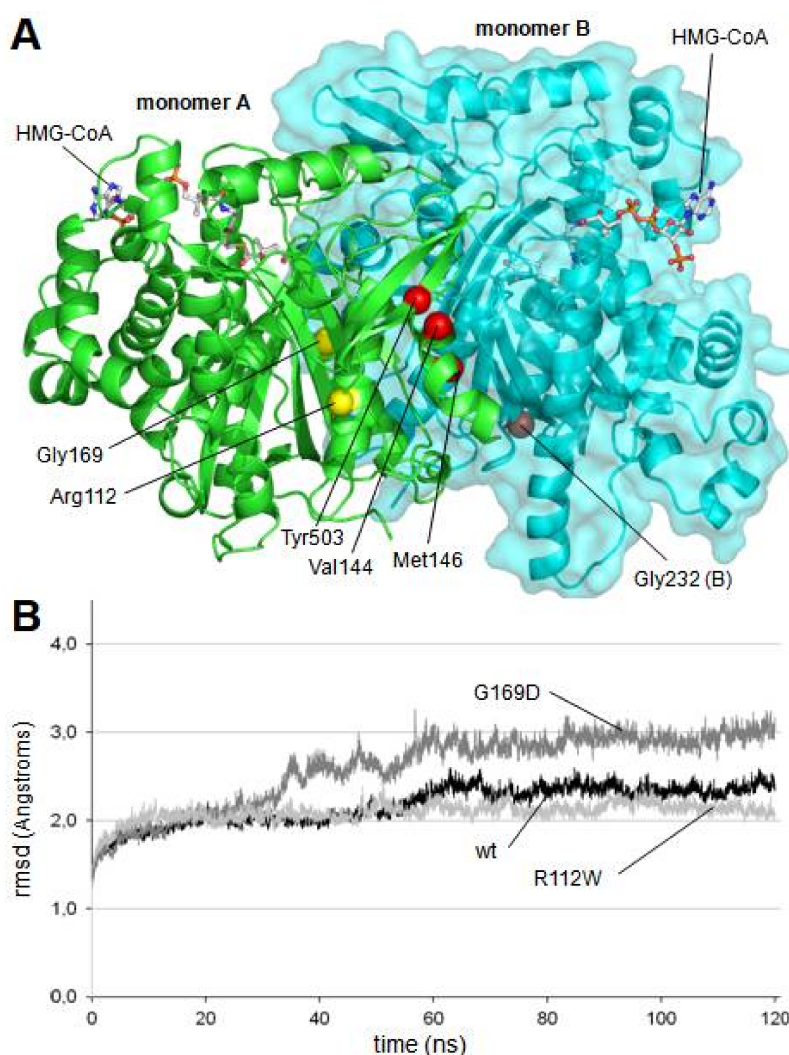 A
monomer B
HMG-CoA
monomer A
HMG-CoA
Gly169
Arg112
Tyr503
Val144
Met146
Gly232 (B)
B
4,0
G169D
3.0
rmsd (Angstroms)
2.0
wt
R112W
1.0
0,0
0
20
40
60
80
100
120
time (ns)